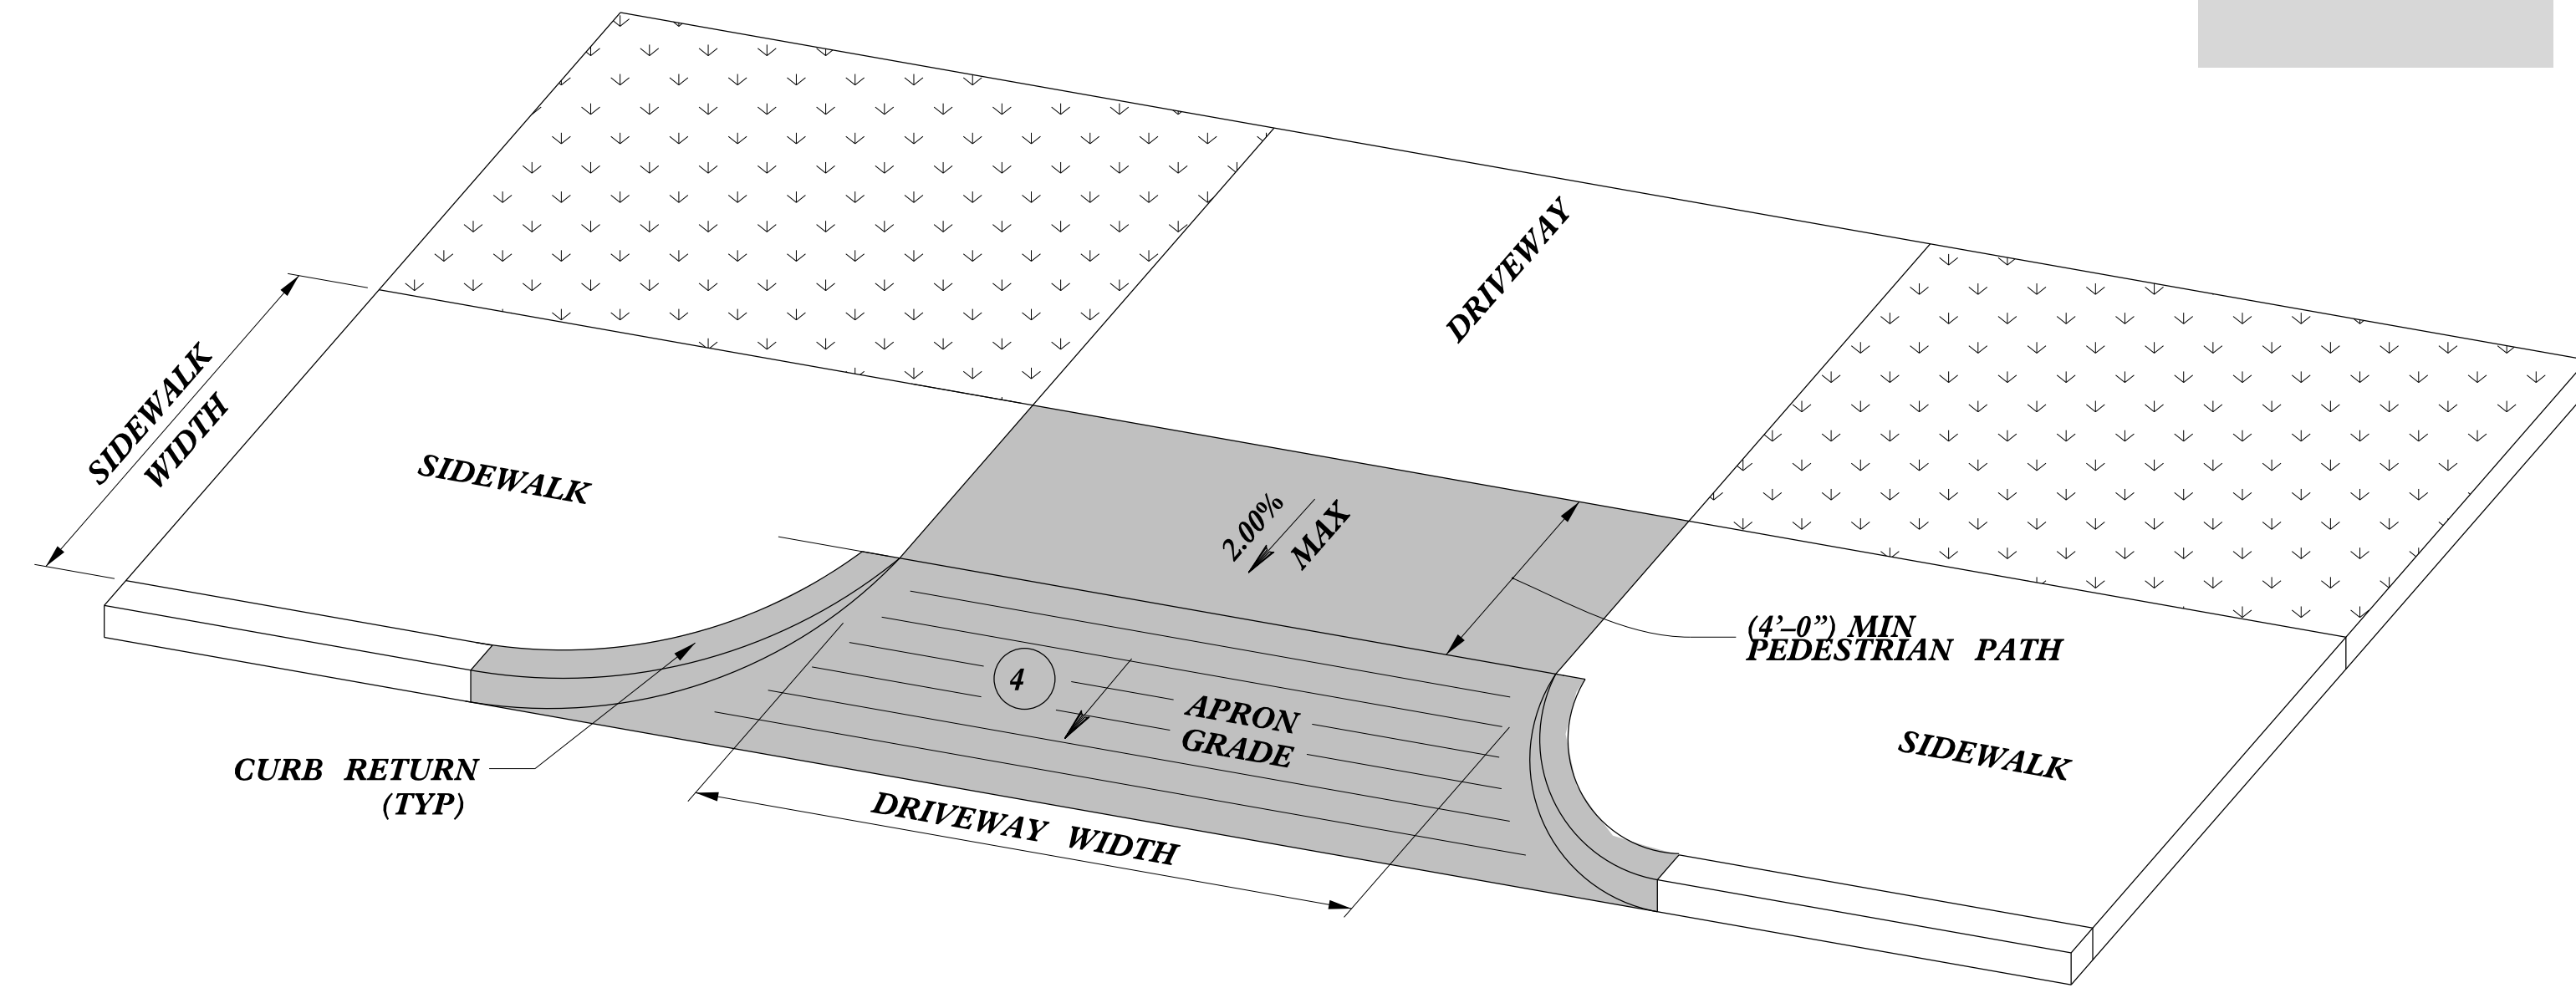 DRIVEWAY
SIDEWALK
WIDTH
SIDEWALK
2.00%
MAX
(4'–0”) MIN
PEDESTRIAN PATH
4
APRON
GRADE
SIDEWALK
CURB RETURN
(TYP)
DRIVEWAY WIDTH